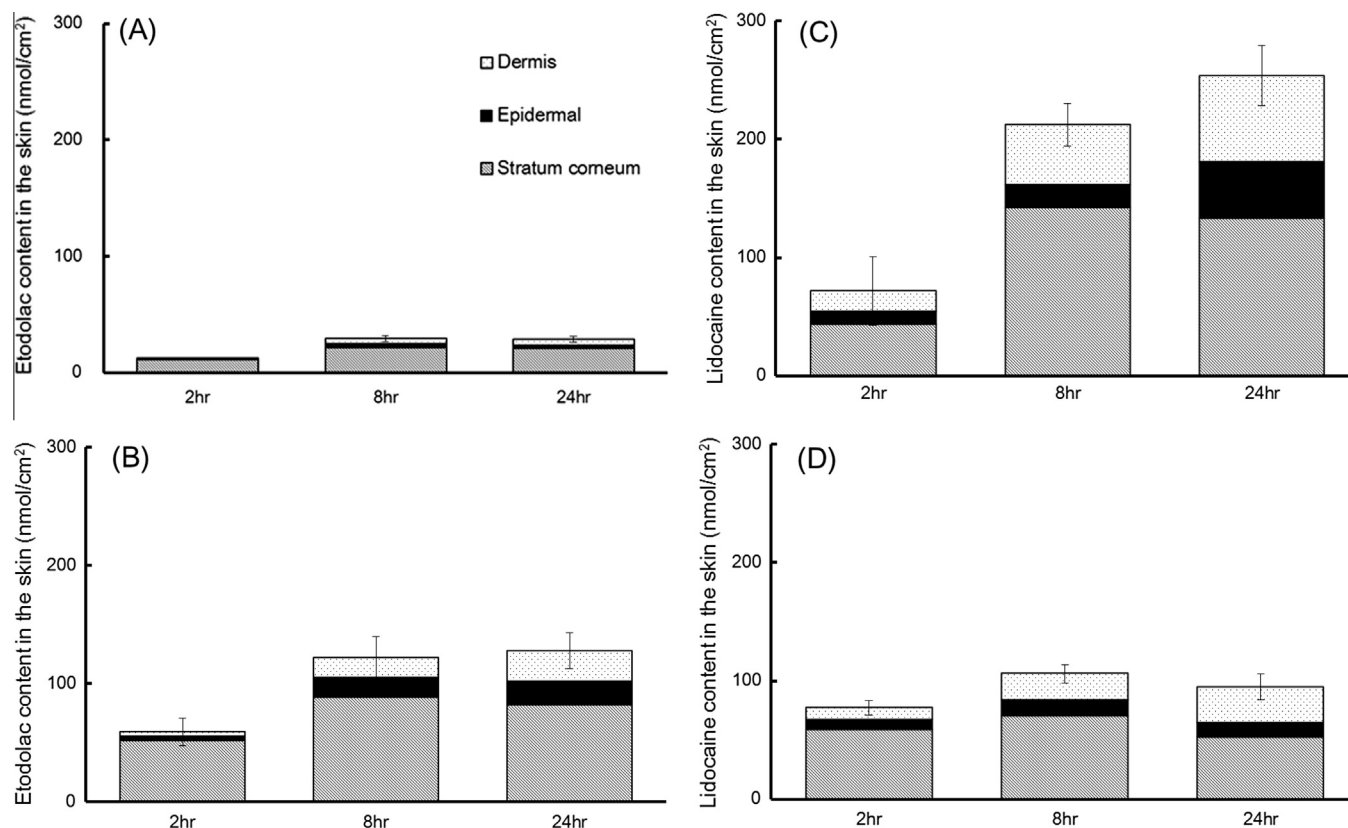 (A)
Etodolac content in the skin (nmol/cm²)
300
200
100
0
Dermis
Epidermal
Stratum corneum
2hr 8hr 24hr
(C)
Lidocaine content in the skin (nmol/cm²)
300
200
100
0
2hr 8hr 24hr
(B)
Etodolac content in the skin (nmol/cm²)
300
200
100
0
2hr 8hr 24hr
(D)
Lidocaine content in the skin (nmol/cm²)
300
200
100
0
2hr 8hr 24hr